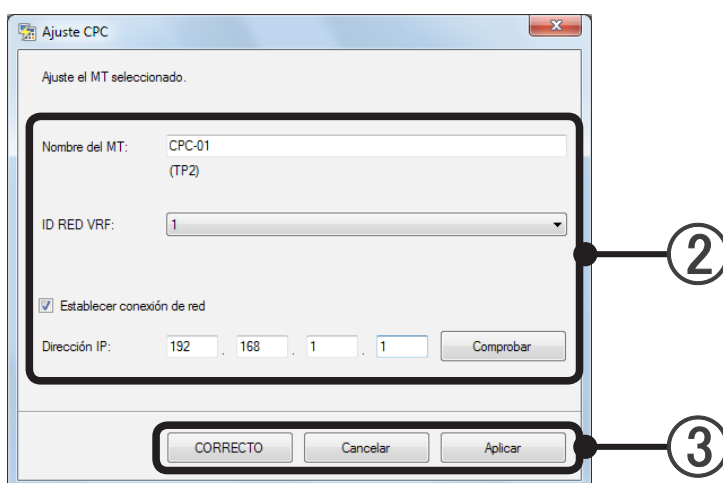 Ajuste CPC
Ajuste el MT seleccionado.
Nombre del MT: CPC-01
(TP2)
ID RED VRF: 1
②
Establecer conexión de red
Dirección IP: 192 . 168 . 1 . 1 Comprobar
CORRECTO Cancelar Aplicar
③